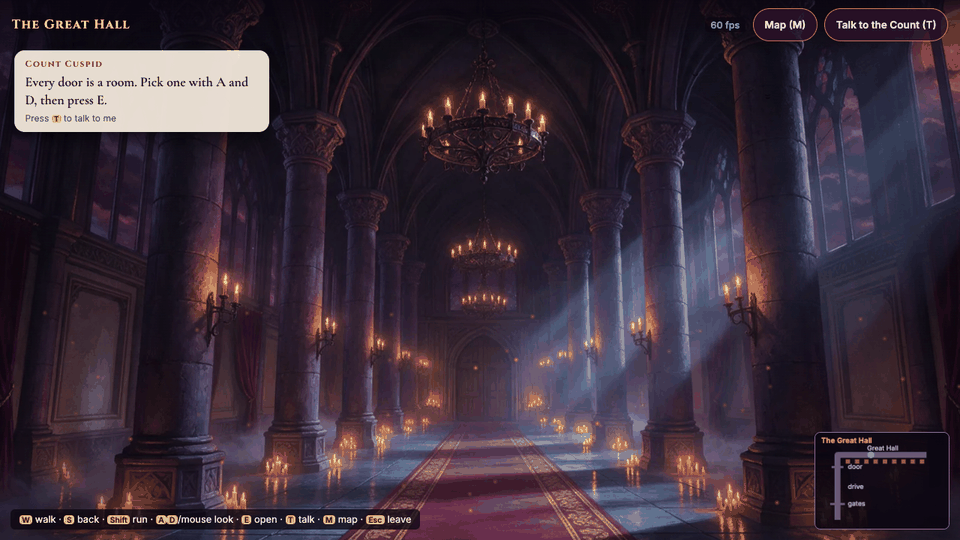 The Great Hall
60 fps
Map (M)
Talk to the Count (T)
Count Cuspid
Every door is a room. Pick one with A and
D, then press E.
Press T to talk to me
The Great Hall
Great Hall
door
drive
gates
W walk · S back · Shift run · A D/mouse look · E open · T talk · M map · Esc leave